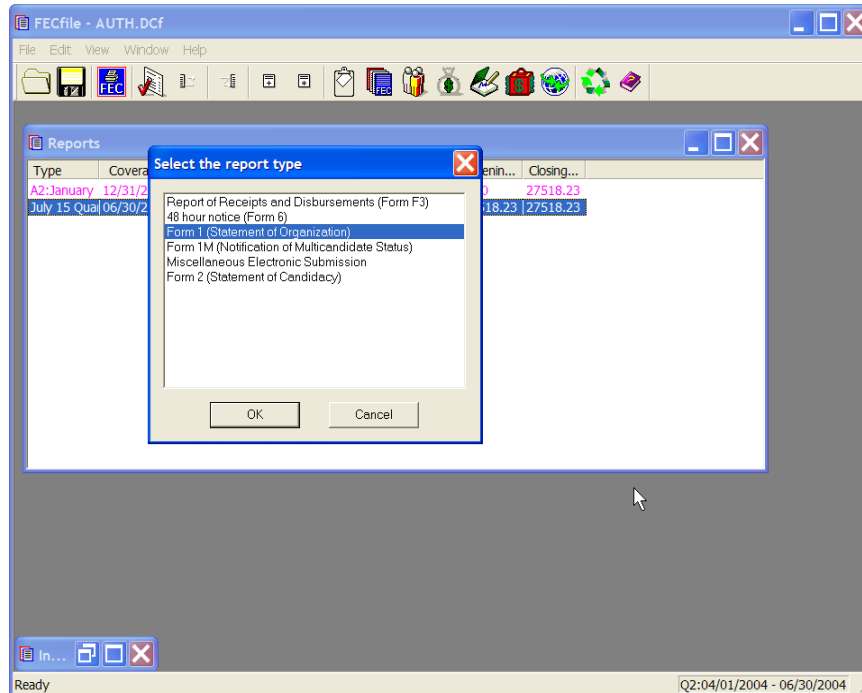 FECfile - AUTH.DCf
File Edit View Window Help
FEC
FEC
Reports
Type Covera enin... Closing...
A2:January 12/31/2 0 27518.23
July 15 Quai 06/30/2 18.23 27518.23
Select the report type
Report of Receipts and Disbursements (Form F3)
48 hour notice (Form 6)
Form 1 (Statement of Organization)
Form 1M (Notification of Multicandidate Status)
Miscellaneous Electronic Submission
Form 2 (Statement of Candidacy)
OK Cancel
In...
Ready Q2:04/01/2004 - 06/30/2004